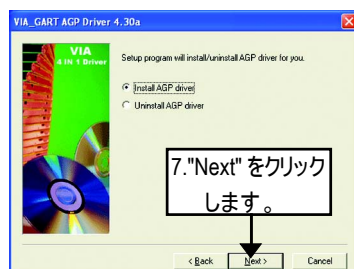 VIA_GART AGP Driver 4.30a
VIA
4 IN 1 Driver
Setup program will install/uninstall AGP driver for you.
Install AGP driver
Uninstall AGP driver
7."Next" をクリック
します。
< Back Next > Cancel